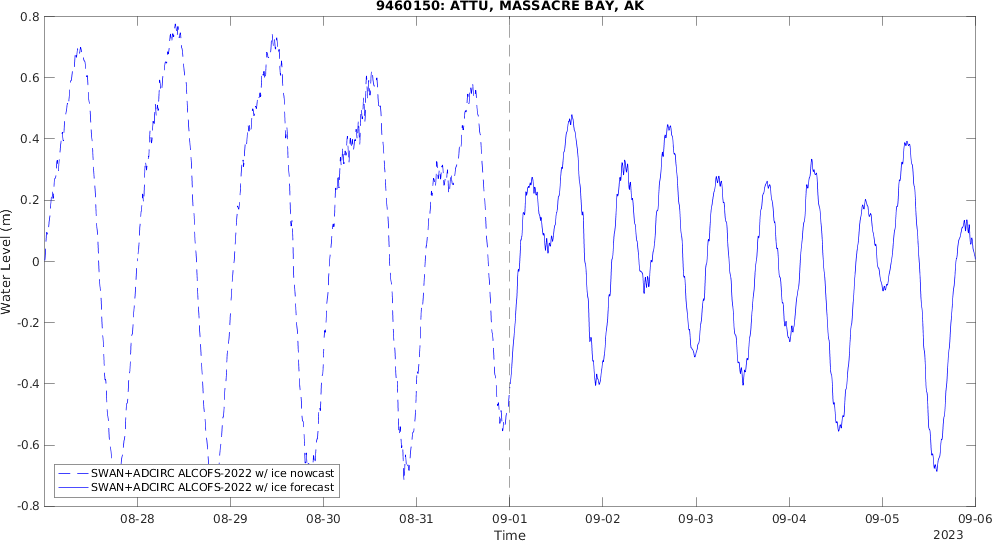 9460150: ATTU, MASSACRE BAY, AK
0.8
0.6
0.4
0.2
0
-0.2
-0.4
-0.6
-0.8
Water Level (m)
SWAN+ADCIRC ALCOFS-2022 w/ ice nowcast
SWAN+ADCIRC ALCOFS-2022 w/ ice forecast
08-28 08-29 08-30 08-31 09-01 09-02 09-03 09-04 09-05 09-06
Time
2023